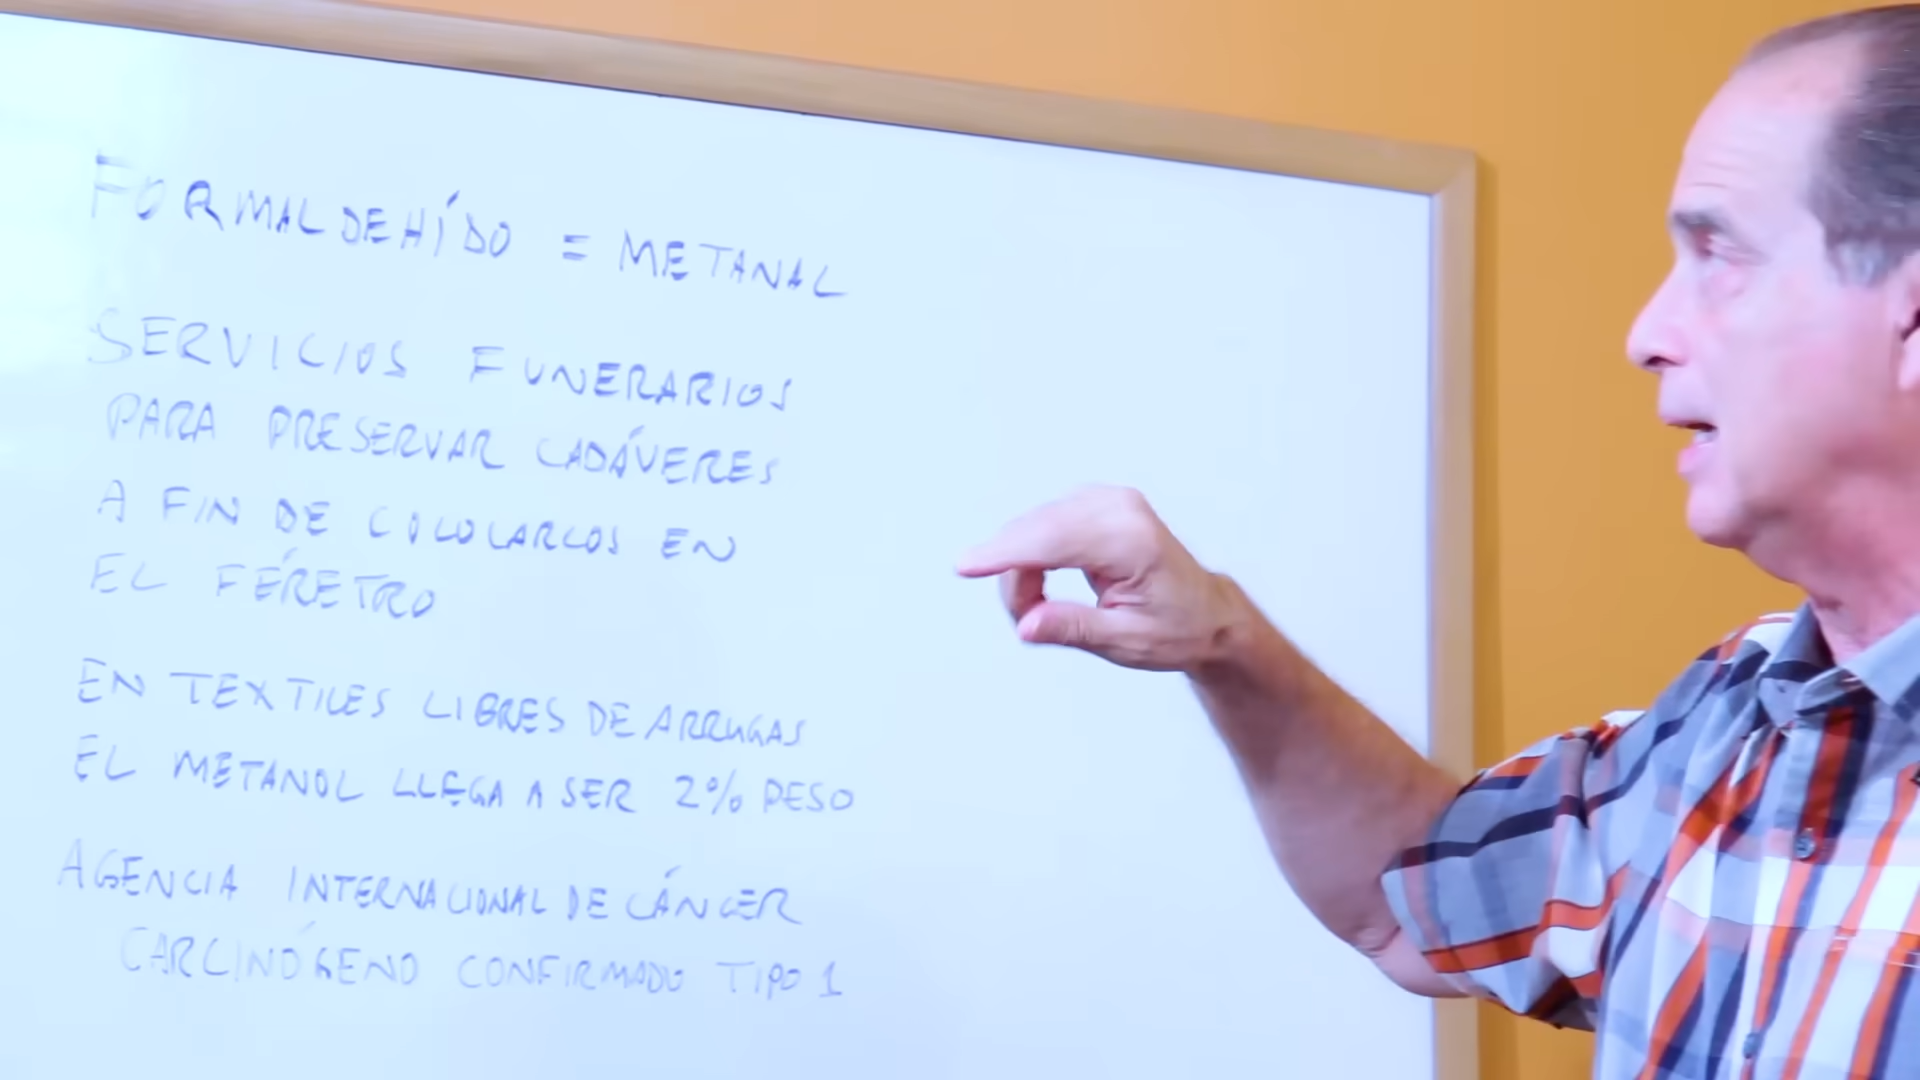 FORMALDEHÍDO = METANAL
SERVICIOS FUNERARIOS
PARA PRESERVAR CADÁVERES
A FIN DE COLOCARLOS EN
EL FÉRETRO
EN TEXTILES LIBRES DE ARRUGAS
EL METANOL LLEGA A SER 2% PESO
AGENCIA INTERNACIONAL DE CÁNCER
CARCINÓGENO CONFIRMADO TIPO 1